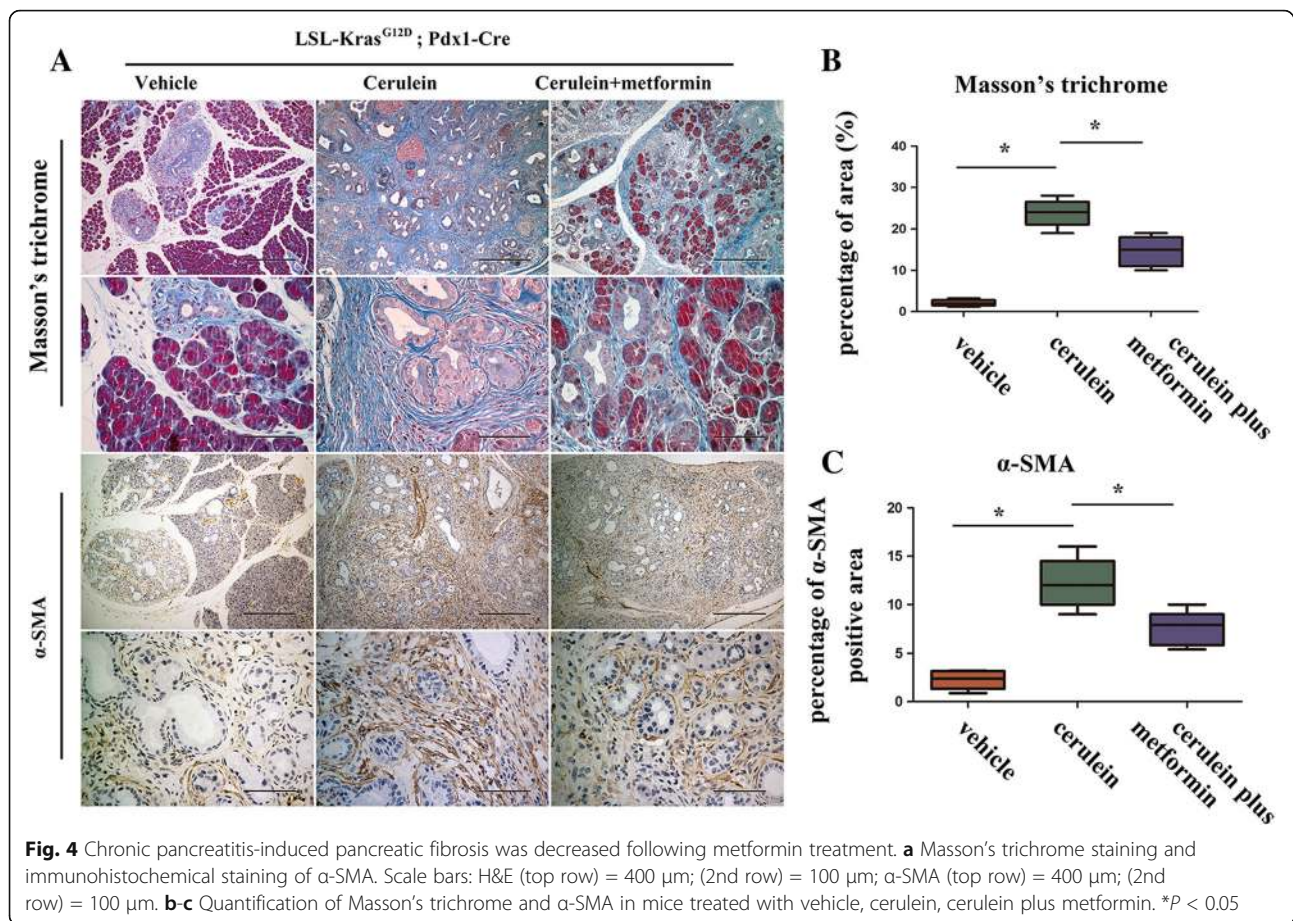 LSL-KrasG12D ; Pdx1-Cre
A
Vehicle Cerulein Cerulein+metformin
Masson's trichrome
α-SMA
B
Masson's trichrome
percentage of area (%)
40
30
20
10
0
*
*
vehicle
cerulein
cerulein plus
metformin
C
α-SMA
percentage of α-SMA
positive area
20
15
10
5
0
*
*
vehicle
cerulein
cerulein plus
metformin
Fig. 4 Chronic pancreatitis-induced pancreatic fibrosis was decreased following metformin treatment. a Masson's trichrome staining and
immunohistochemical staining of α-SMA. Scale bars: H&E (top row) = 400 μm; (2nd row) = 100 μm; α-SMA (top row) = 400 μm; (2nd
row) = 100 μm. b-c Quantification of Masson's trichrome and α-SMA in mice treated with vehicle, cerulein, cerulein plus metformin. *P < 0.05